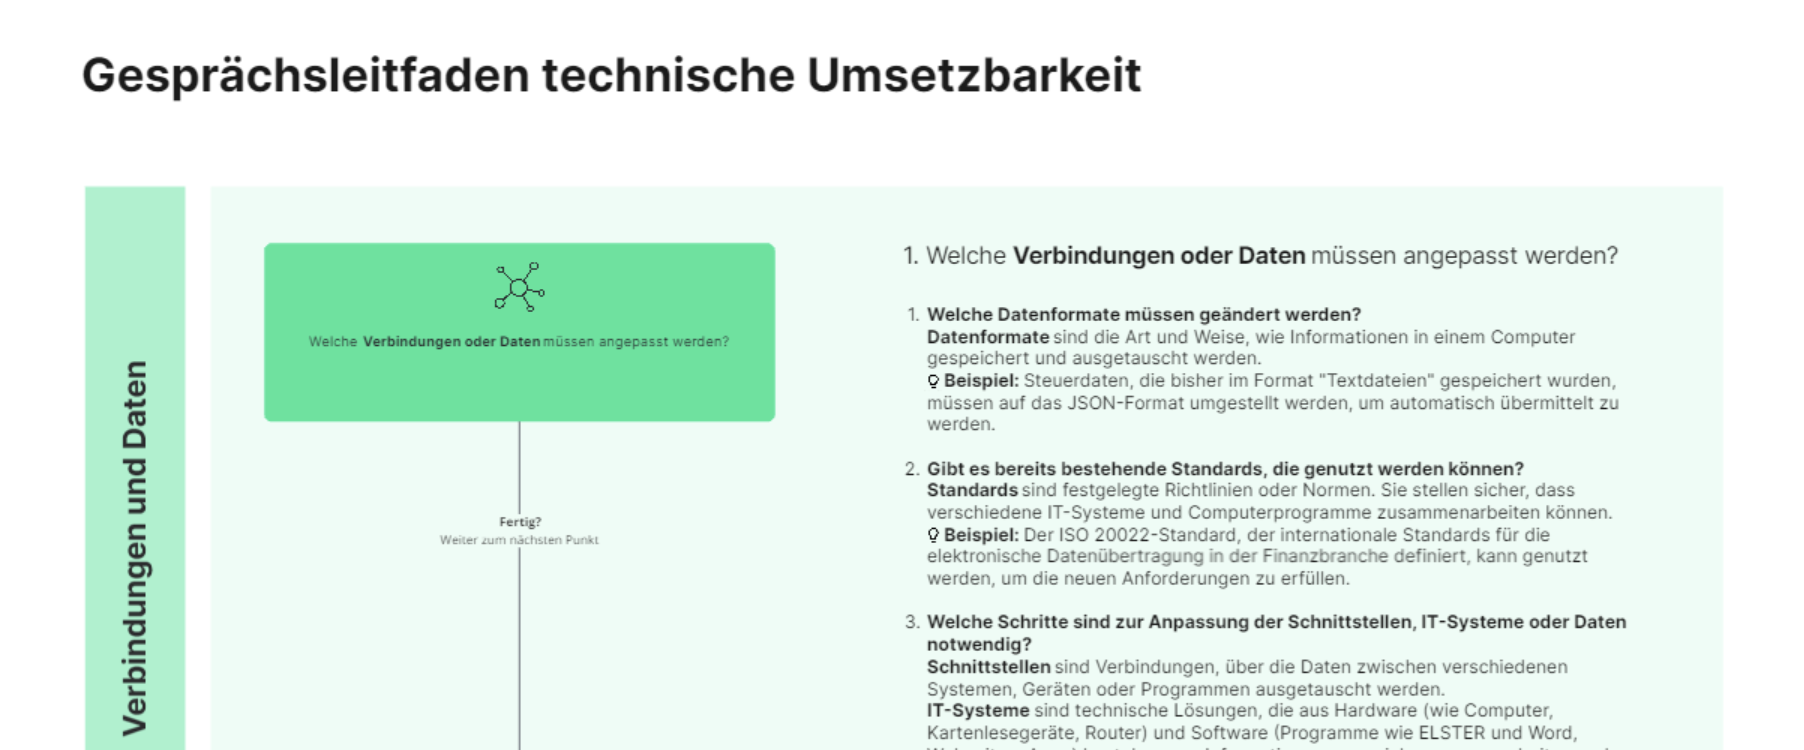 Gesprächsleitfaden technische Umsetzbarkeit
Verbindungen und Daten
Welche Verbindungen oder Daten müssen angepasst werden?
Fertig?
Weiter zum nächsten Punkt
1. Welche Verbindungen oder Daten müssen angepasst werden?
1. Welche Datenformate müssen geändert werden?
Datenformate sind die Art und Weise, wie Informationen in einem Computer
gespeichert und ausgetauscht werden.
Beispiel: Steuerdaten, die bisher im Format "Textdateien" gespeichert wurden,
müssen auf das JSON-Format umgestellt werden, um automatisch übermittelt zu
werden.
2. Gibt es bereits bestehende Standards, die genutzt werden können?
Standards sind festgelegte Richtlinien oder Normen. Sie stellen sicher, dass
verschiedene IT-Systeme und Computerprogramme zusammenarbeiten können.
Beispiel: Der ISO 20022-Standard, der internationale Standards für die
elektronische Datenübertragung in der Finanzbranche definiert, kann genutzt
werden, um die neuen Anforderungen zu erfüllen.
3. Welche Schritte sind zur Anpassung der Schnittstellen, IT-Systeme oder Daten
notwendig?
Schnittstellen sind Verbindungen, über die Daten zwischen verschiedenen
Systemen, Geräten oder Programmen ausgetauscht werden.
IT-Systeme sind technische Lösungen, die aus Hardware (wie Computer,
Kartenlesegeräte, Router) und Software (Programme wie ELSTER und Word,